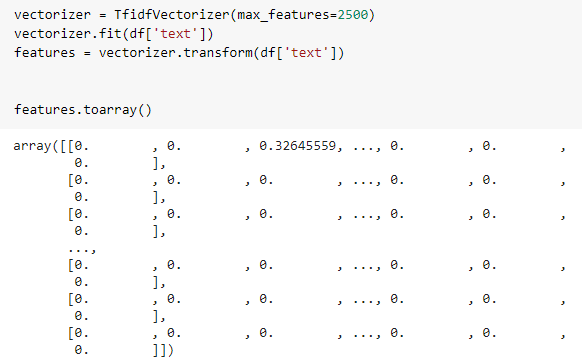 vectorizer = TfidfVectorizer(max_features=2500)
vectorizer.fit(df['text'])
features = vectorizer.transform(df['text'])
features.toarray()
array([[0.        , 0.        , 0.32645559, ..., 0.        , 0.        ,
        0.        ],
       [0.        , 0.        , 0.        , ..., 0.        , 0.        ,
        0.        ],
       [0.        , 0.        , 0.        , ..., 0.        , 0.        ,
        0.        ],
       ...,
       [0.        , 0.        , 0.        , ..., 0.        , 0.        ,
        0.        ],
       [0.        , 0.        , 0.        , ..., 0.        , 0.        ,
        0.        ],
       [0.        , 0.        , 0.        , ..., 0.        , 0.        ,
        0.        ]])